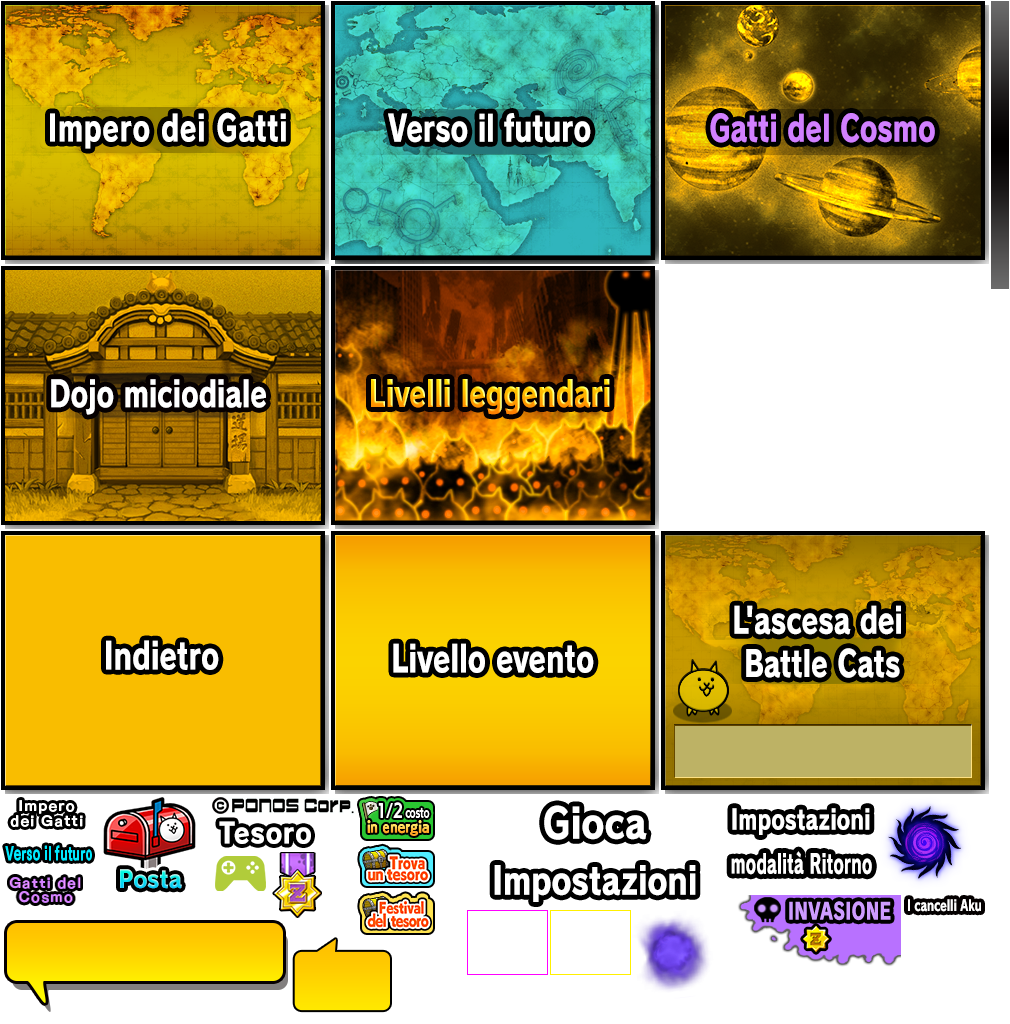 Impero dei Gatti
Verso il futuro
Gatti del Cosmo
Dojo miciodiale
道場
Livelli leggendari
Indietro
Livello evento
L'ascesa dei
Battle Cats
Impero
dei Gatti
Verso il futuro
Gatti del
Cosmo
Posta
© PONOS Corp.
Tesoro
Z
1/2 costo
in energia
Trova
un tesoro
Festival
del tesoro
Gioca
Impostazioni
Impostazioni
modalità Ritorno
INVASIONE
Z
I cancelli Aku